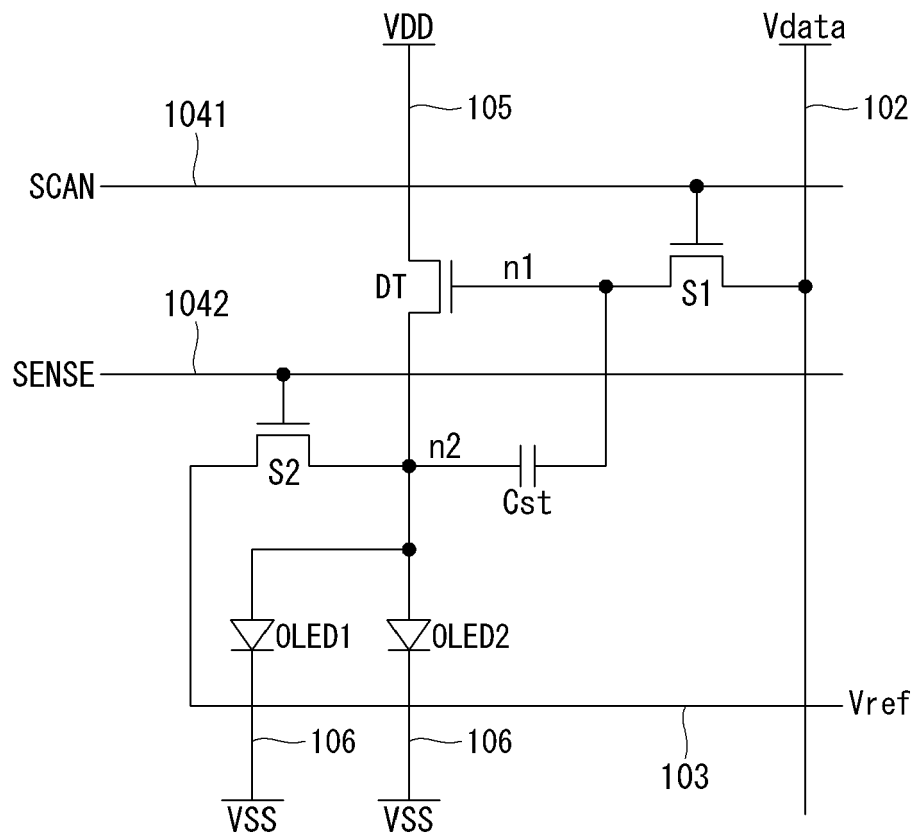 VDD
Vdata
105
102
1041
SCAN
n1
DT
S1
1042
SENSE
n2
S2
Cst
OLED1
OLED2
Vref
106
106
103
VSS
VSS